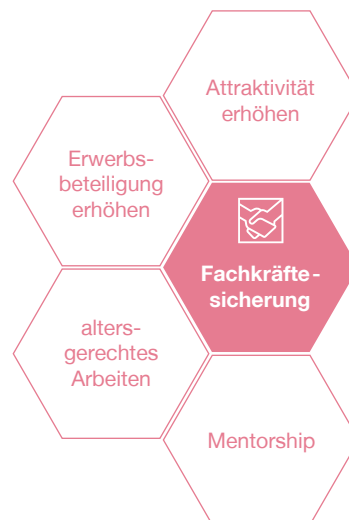 Attraktivität
erhöhen
Erwerbs-
beteiligung
erhöhen
Fachkräfte-
sicherung
alters-
gerechtes
Arbeiten
Mentorship